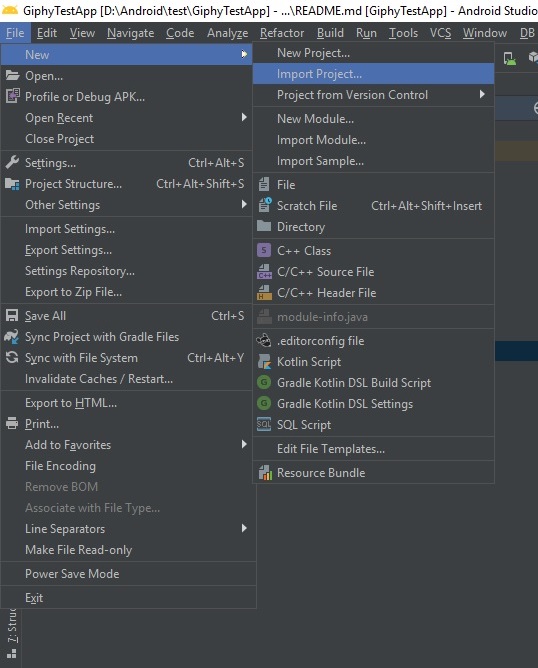 GiphyTestApp [D:\Android\test\GiphyTestApp] - ...\README.md [GiphyTestApp] - Android Studio
File Edit View Navigate Code Analyze Refactor Build Run Tools VCS Window DB
New
Open...
Profile or Debug APK...
Open Recent
Close Project
Settings... Ctrl+Alt+S
Project Structure... Ctrl+Alt+Shift+S
Other Settings
Import Settings...
Export Settings...
Settings Repository...
Export to Zip File...
Save All Ctrl+S
Sync Project with Gradle Files
Sync with File System Ctrl+Alt+Y
Invalidate Caches / Restart...
Export to HTML...
Print...
Add to Favorites
File Encoding
Remove BOM
Associate with File Type...
Line Separators
Make File Read-only
Power Save Mode
Exit
New Project...
Import Project...
Project from Version Control
New Module...
Import Module...
Import Sample...
File
Scratch File Ctrl+Alt+Shift+Insert
Directory
S C++ Class
C++ C/C++ Source File
H C/C++ Header File
module-info.java
.editorconfig file
Kotlin Script
G Gradle Kotlin DSL Build Script
G Gradle Kotlin DSL Settings
SQL SQL Script
Edit File Templates...
Resource Bundle
7: Struc